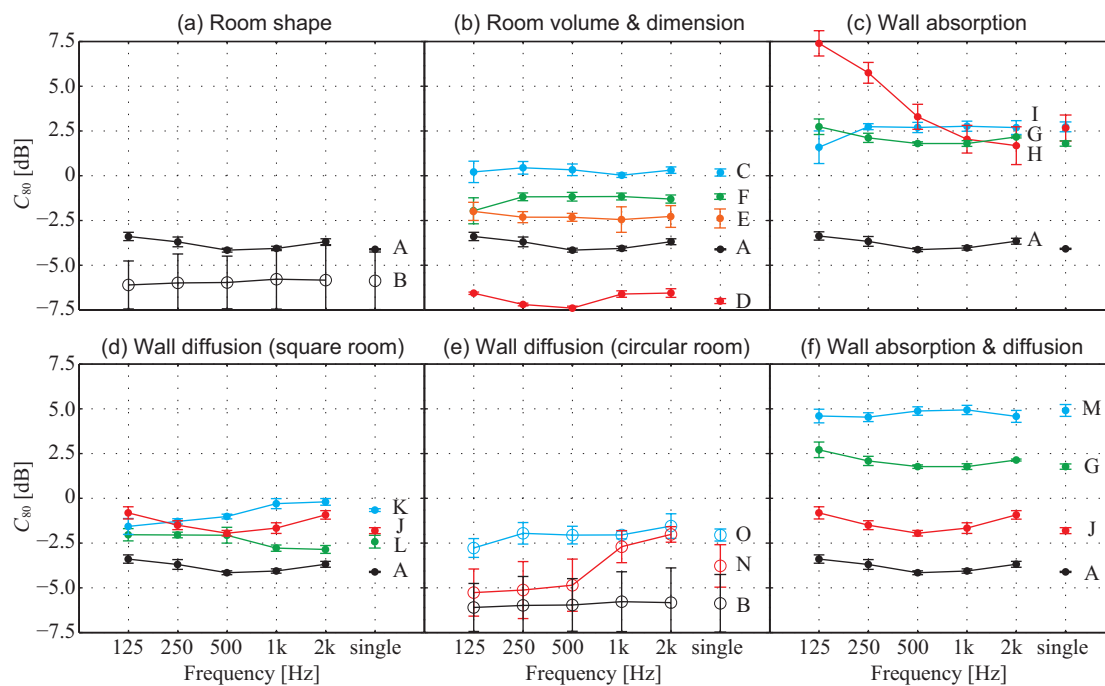 (a) Room shape
(b) Room volume & dimension
(c) Wall absorption
7.5
5.0
2.5
0
−2.5
−5.0
−7.5
C80 [dB]
A
B
C
F
E
A
D
I
G
H
A
(d) Wall diffusion (square room)
(e) Wall diffusion (circular room)
(f) Wall absorption & diffusion
5.0
2.5
0
−2.5
−5.0
−7.5
C80 [dB]
K
J
L
A
O
N
B
M
G
J
A
125 250 500 1k 2k single
125 250 500 1k 2k single
125 250 500 1k 2k single
Frequency [Hz]
Frequency [Hz]
Frequency [Hz]